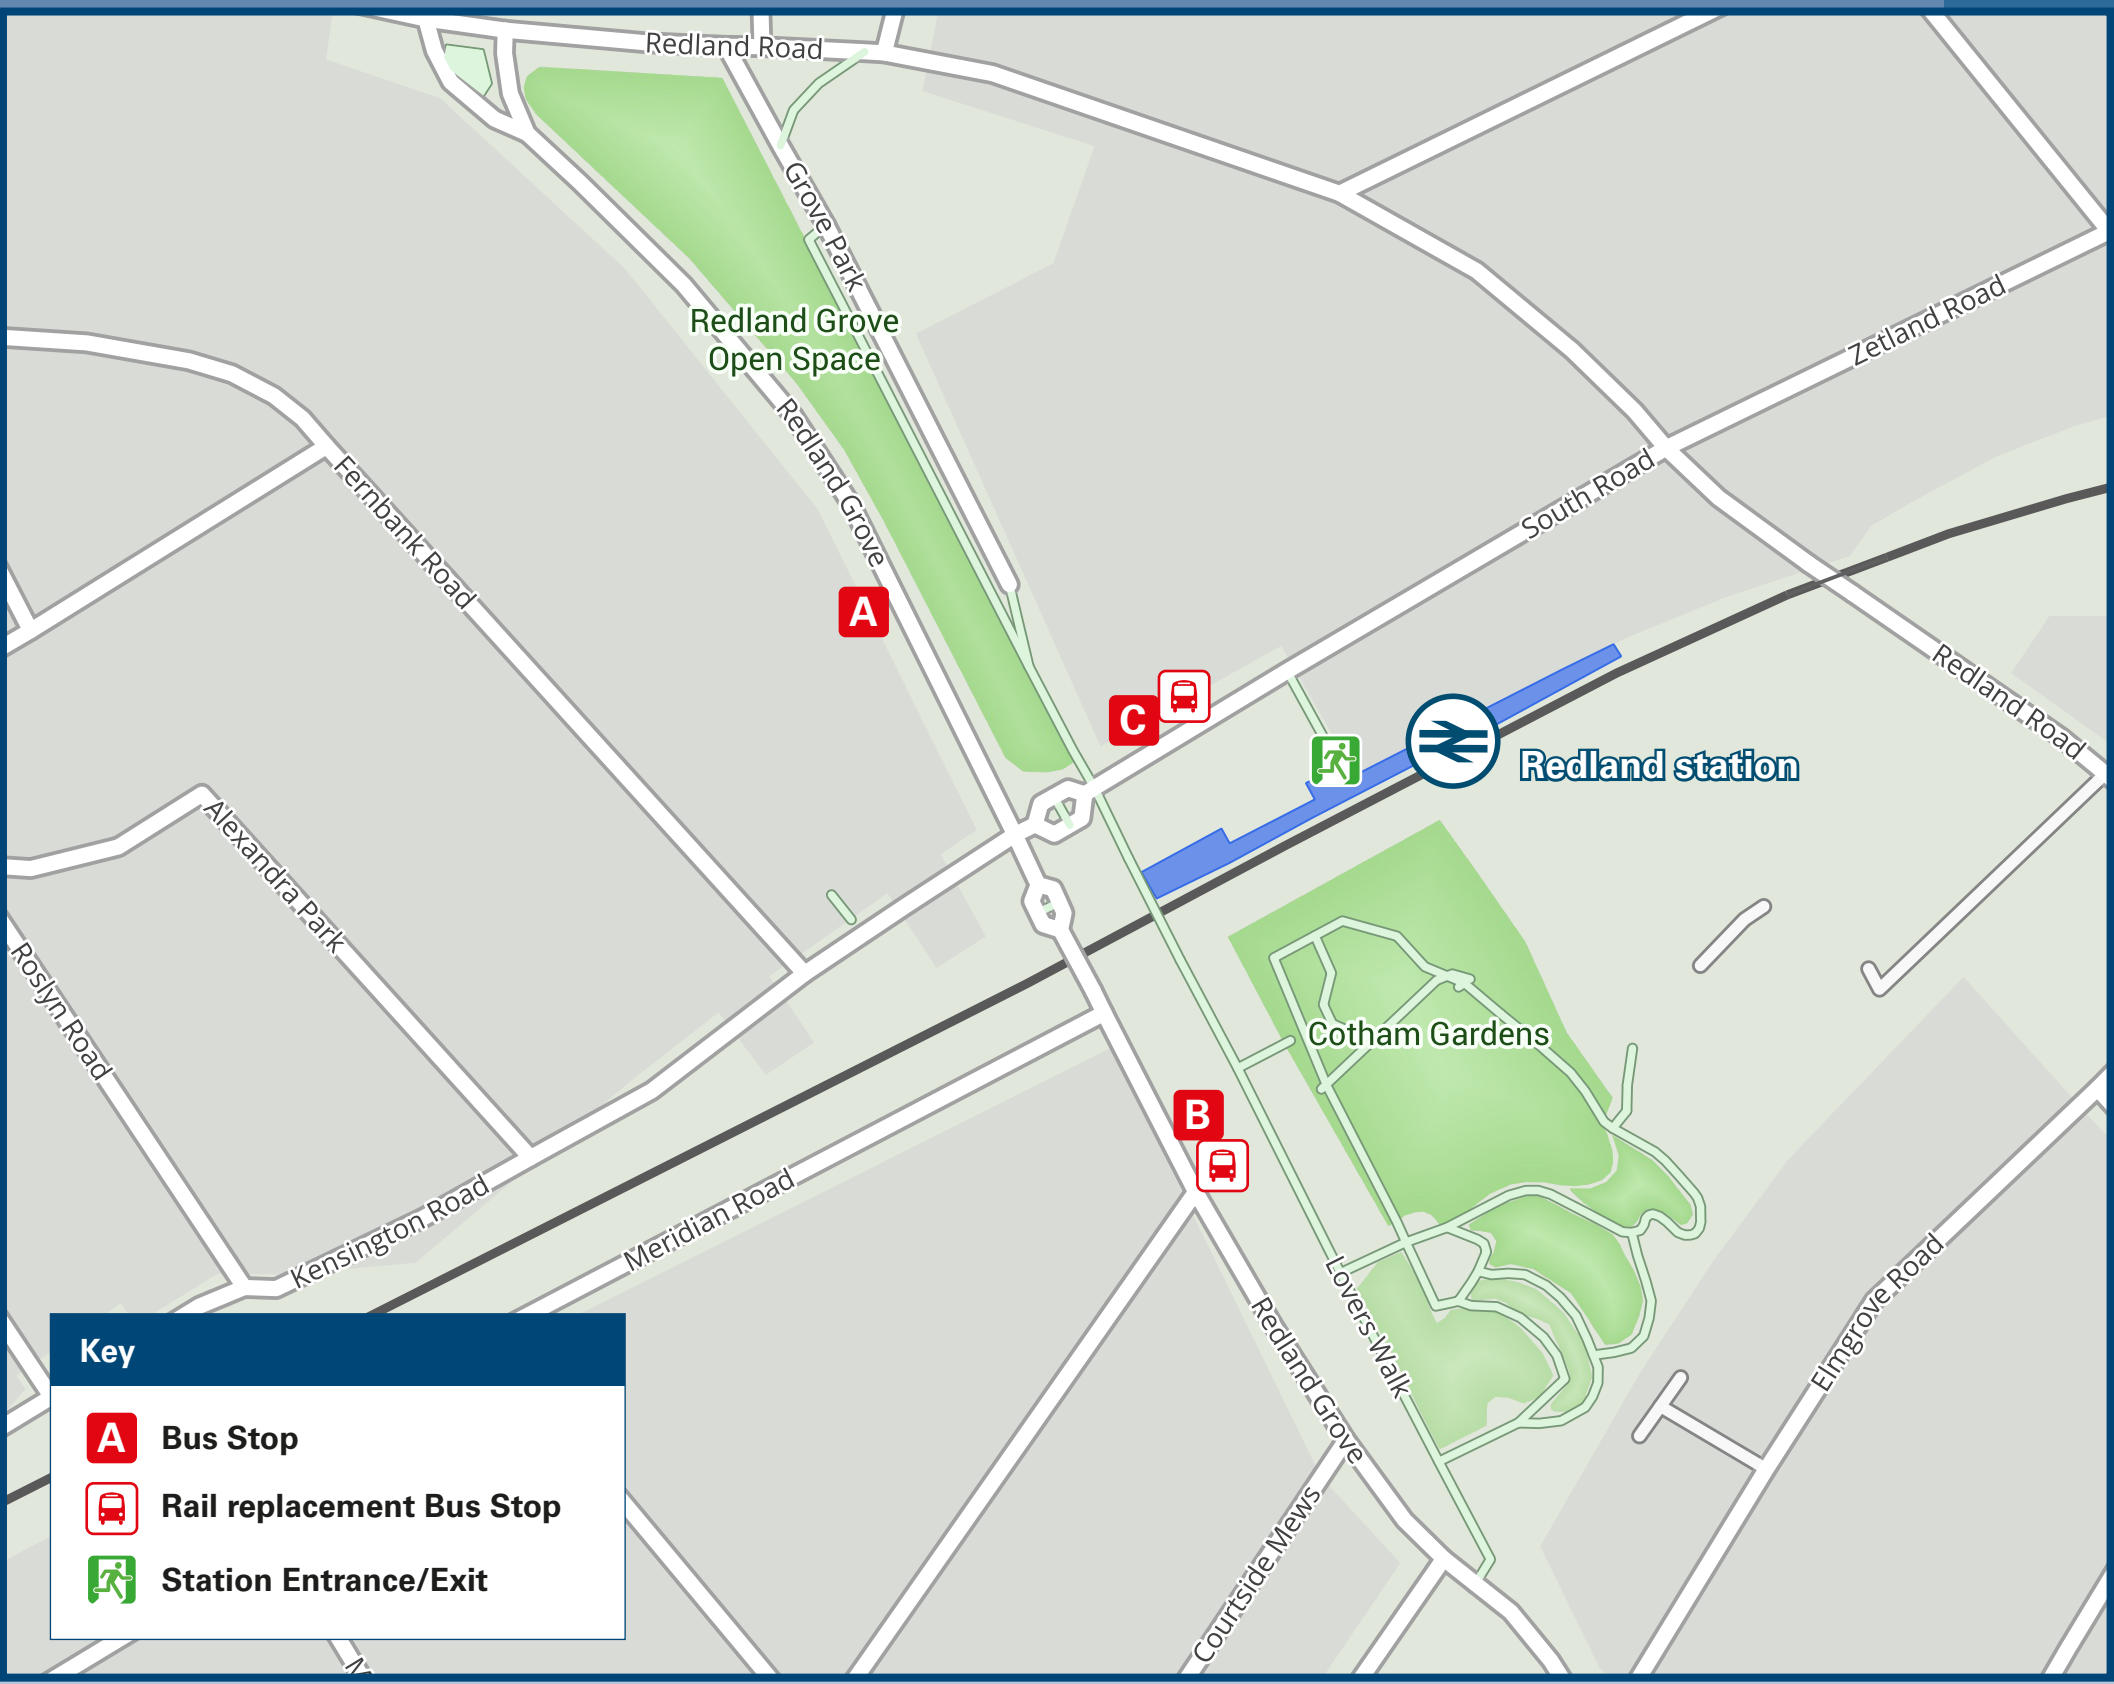 Redland Road
Grove Park
Redland Grove
Open Space
Zetland Road
Redland Grove
South Road
Fernbank Road
A
C
Redland Road
Redland station
Alexandra Park
Roslyn Road
Cotham Gardens
B
Kensington Road
Meridian Road
Lovers Walk
Redland Grove
Elmgrove Road
Courtside Mews
Key
A Bus Stop
Rail replacement Bus Stop
Station Entrance/Exit